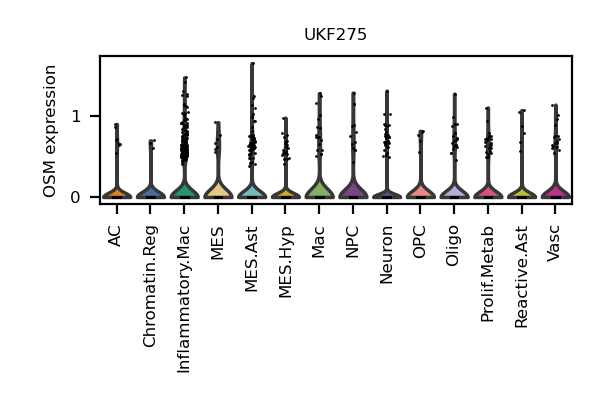 UKF275
OSM expression
1
0
AC
Chromatin.Reg
Inflammatory.Mac
MES
MES.Ast
MES.Hyp
Mac
NPC
Neuron
OPC
Oligo
Prolif.Metab
Reactive.Ast
Vasc